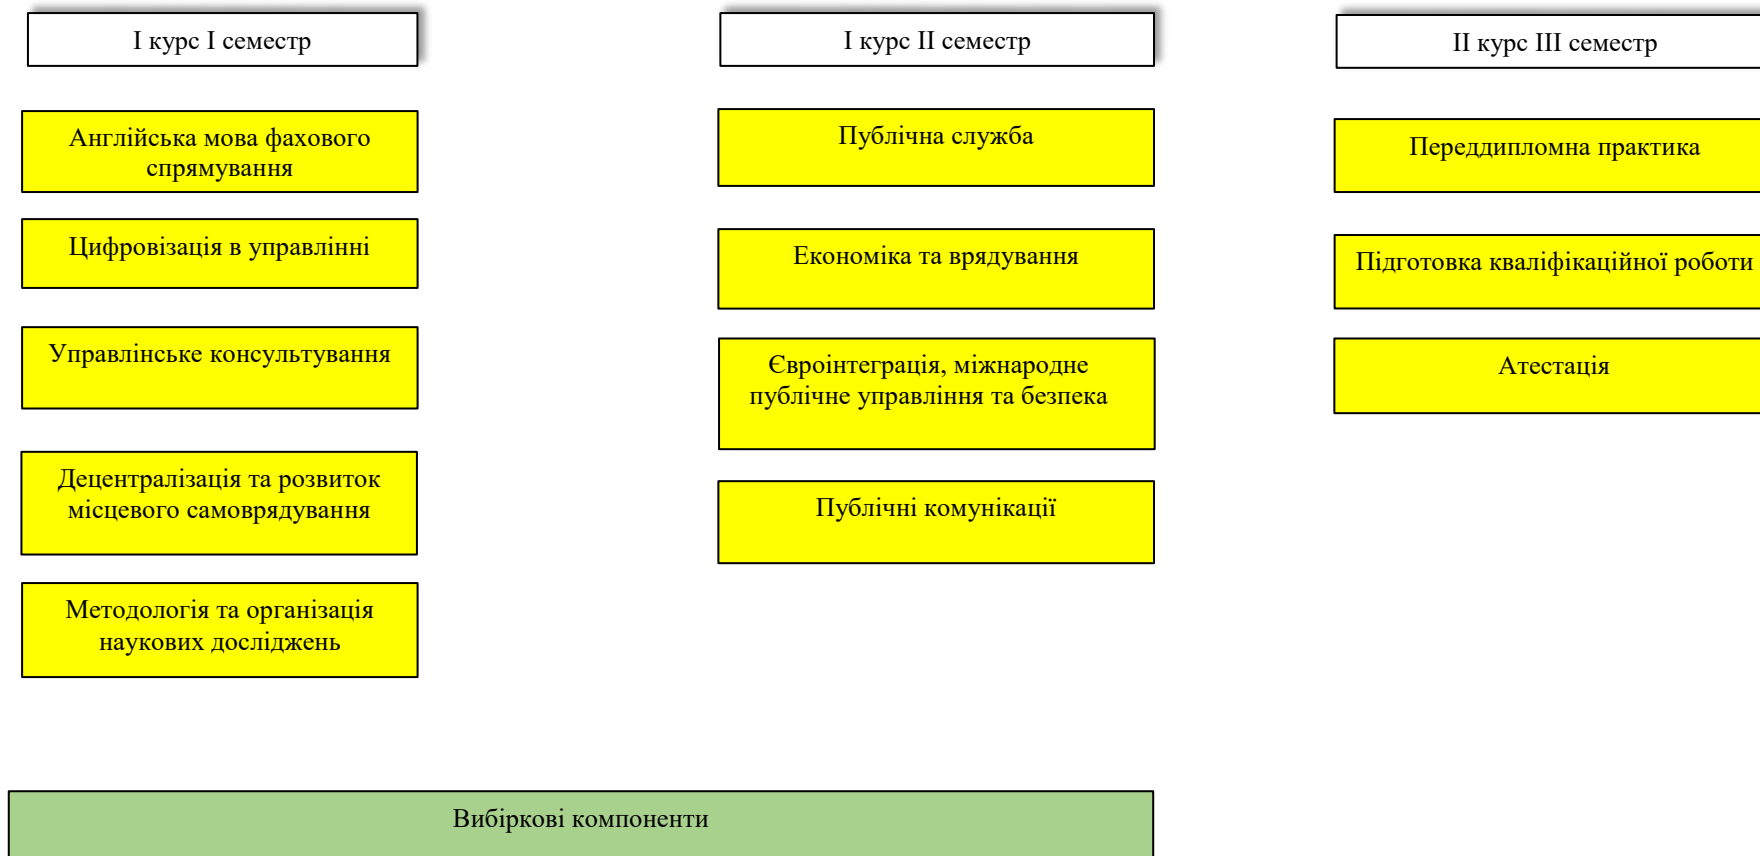 І курс І семестр
І курс ІІ семестр
ІІ курс ІІІ семестр
Англійська мова фахового
спрямування
Цифровізація в управлінні
Управлінське консультування
Децентралізація та розвиток
місцевого самоврядування
Методологія та організація
наукових досліджень
Публічна служба
Економіка та врядування
Євроінтеграція, міжнародне
публічне управління та безпека
Публічні комунікації
Переддипломна практика
Підготовка кваліфікаційної роботи
Атестація
Вибіркові компоненти